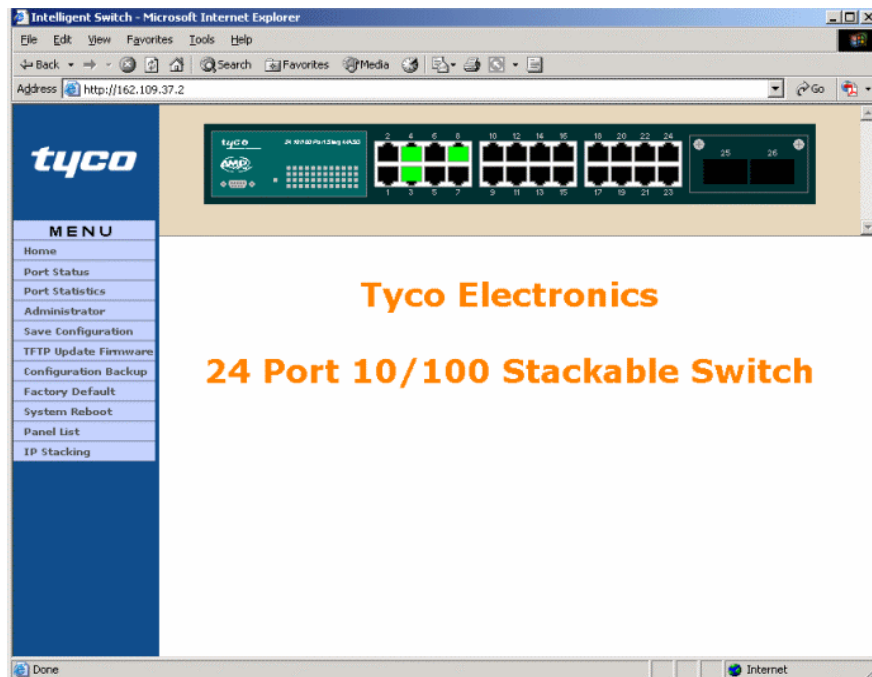 Intelligent Switch - Microsoft Internet Explorer
File Edit View Favorites Tools Help
Back Search Favorites Media
Address http://162.109.37.2 Go
tyco
tyco
AMP
2 4 6 8 10 12 14 16 18 20 22 24
25 26
1 3 5 7 9 11 13 15 17 19 21 23
MENU
Home
Port Status
Port Statistics
Administrator
Save Configuration
TFTP Update Firmware
Configuration Backup
Factory Default
System Reboot
Panel List
IP Stacking
Tyco Electronics
24 Port 10/100 Stackable Switch
Done Internet